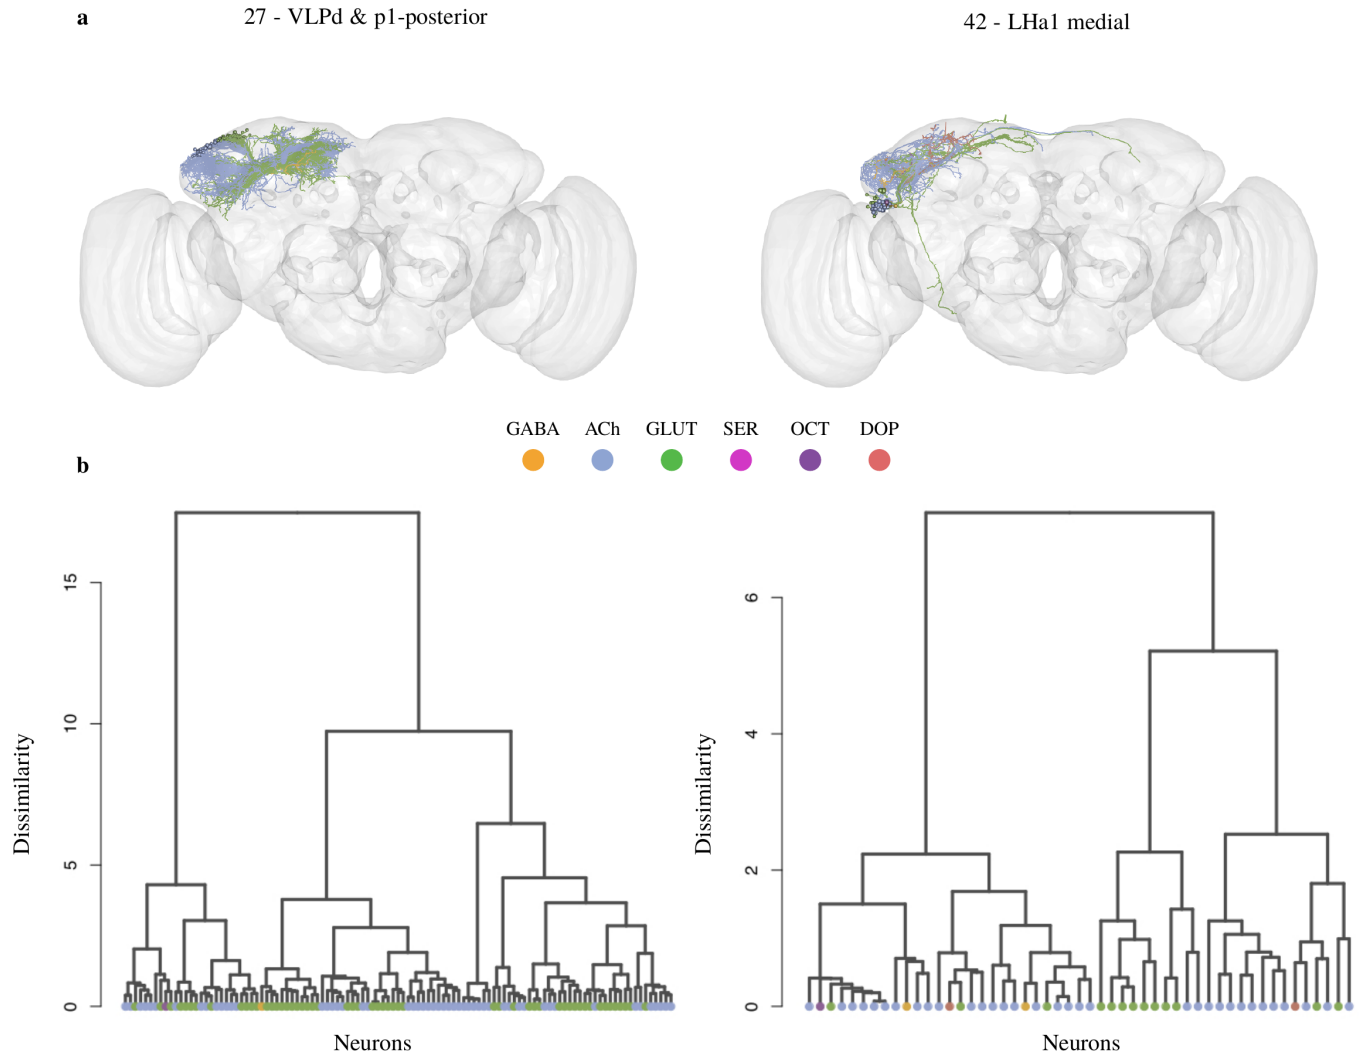 a
27 - VLPd & p1-posterior
42 - LHa1 medial
GABA ACh GLUT SER OCT DOP
b
15
10
5
0
Dissimilarity
Neurons
6
4
2
0
Dissimilarity
Neurons